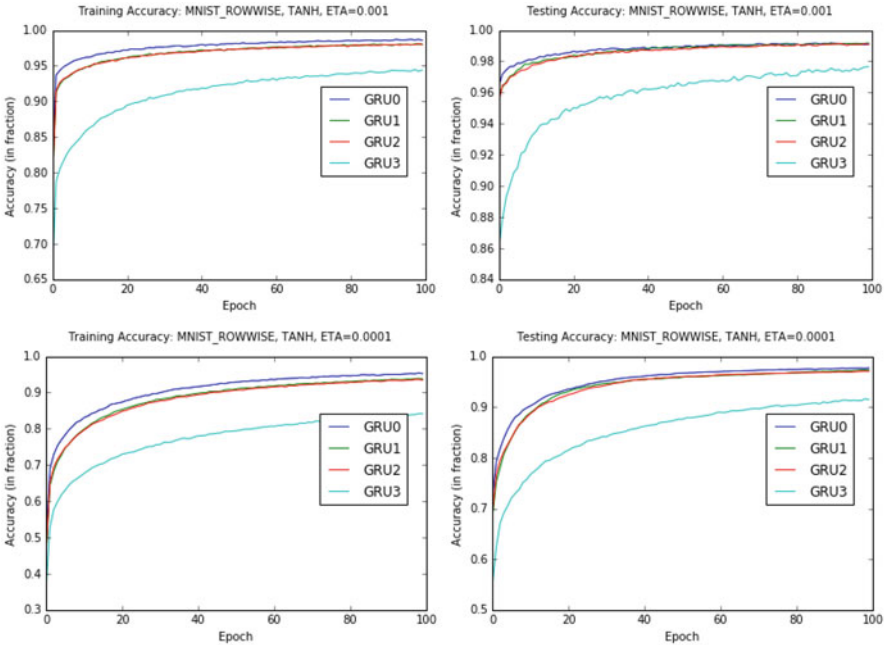 Training Accuracy: MNIST_ROWWISE, TANH, ETA=0.001
1.00
0.95
0.90
0.85
0.80
0.75
0.70
0.65
Accuracy (in fraction)
GRU0
GRU1
GRU2
GRU3
0 20 40 60 80 100
Epoch
Testing Accuracy: MNIST_ROWWISE, TANH, ETA=0.001
1.00
0.98
0.96
0.94
0.92
0.90
0.88
0.86
0.84
Accuracy (in fraction)
GRU0
GRU1
GRU2
GRU3
0 20 40 60 80 100
Epoch
Training Accuracy: MNIST_ROWWISE, TANH, ETA=0.0001
1.0
0.9
0.8
0.7
0.6
0.5
0.4
0.3
Accuracy (in fraction)
GRU0
GRU1
GRU2
GRU3
0 20 40 60 80 100
Epoch
Testing Accuracy: MNIST_ROWWISE, TANH, ETA=0.0001
1.0
0.9
0.8
0.7
0.6
0.5
Accuracy (in fraction)
GRU0
GRU1
GRU2
GRU3
0 20 40 60 80 100
Epoch